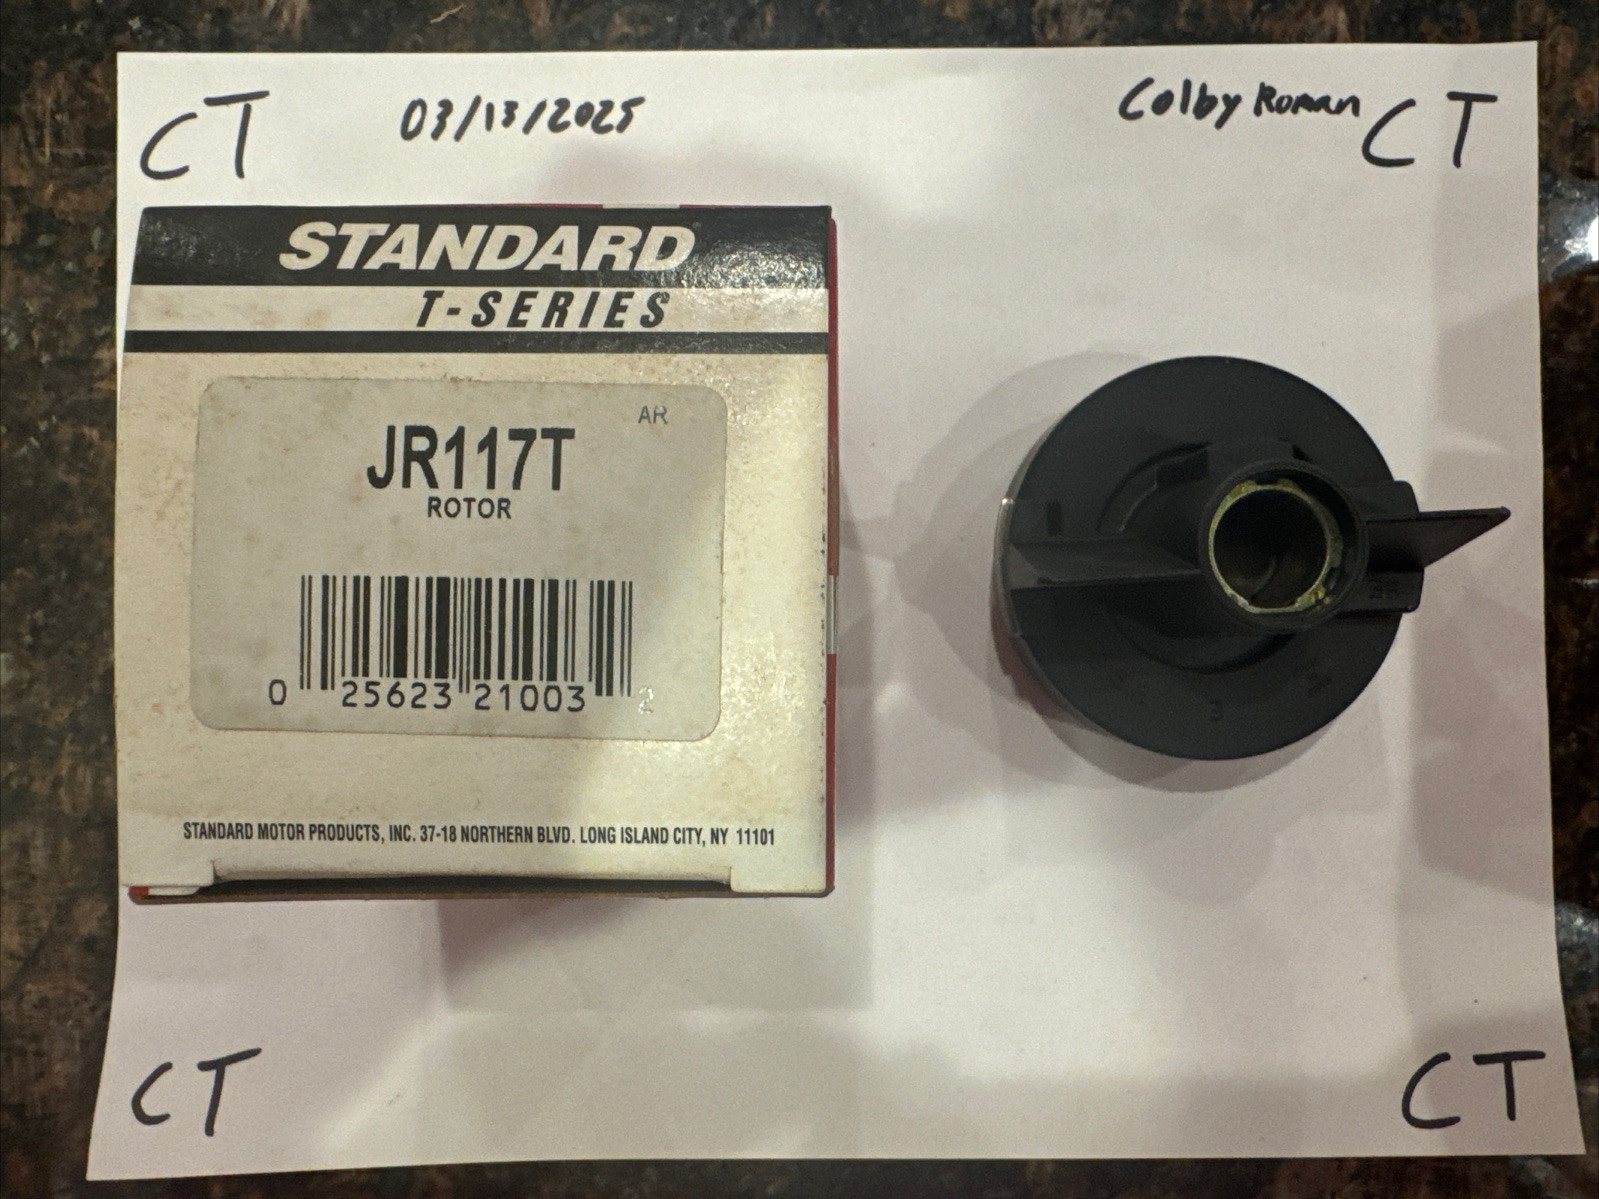 CT 03/13/2025 Colby Roman CT
STANDARD
T-SERIES
AR
JR117T
ROTOR
0 25623 21003 2
STANDARD MOTOR PRODUCTS, INC. 37-18 NORTHERN BLVD. LONG ISLAND CITY, NY 11101
CT CT